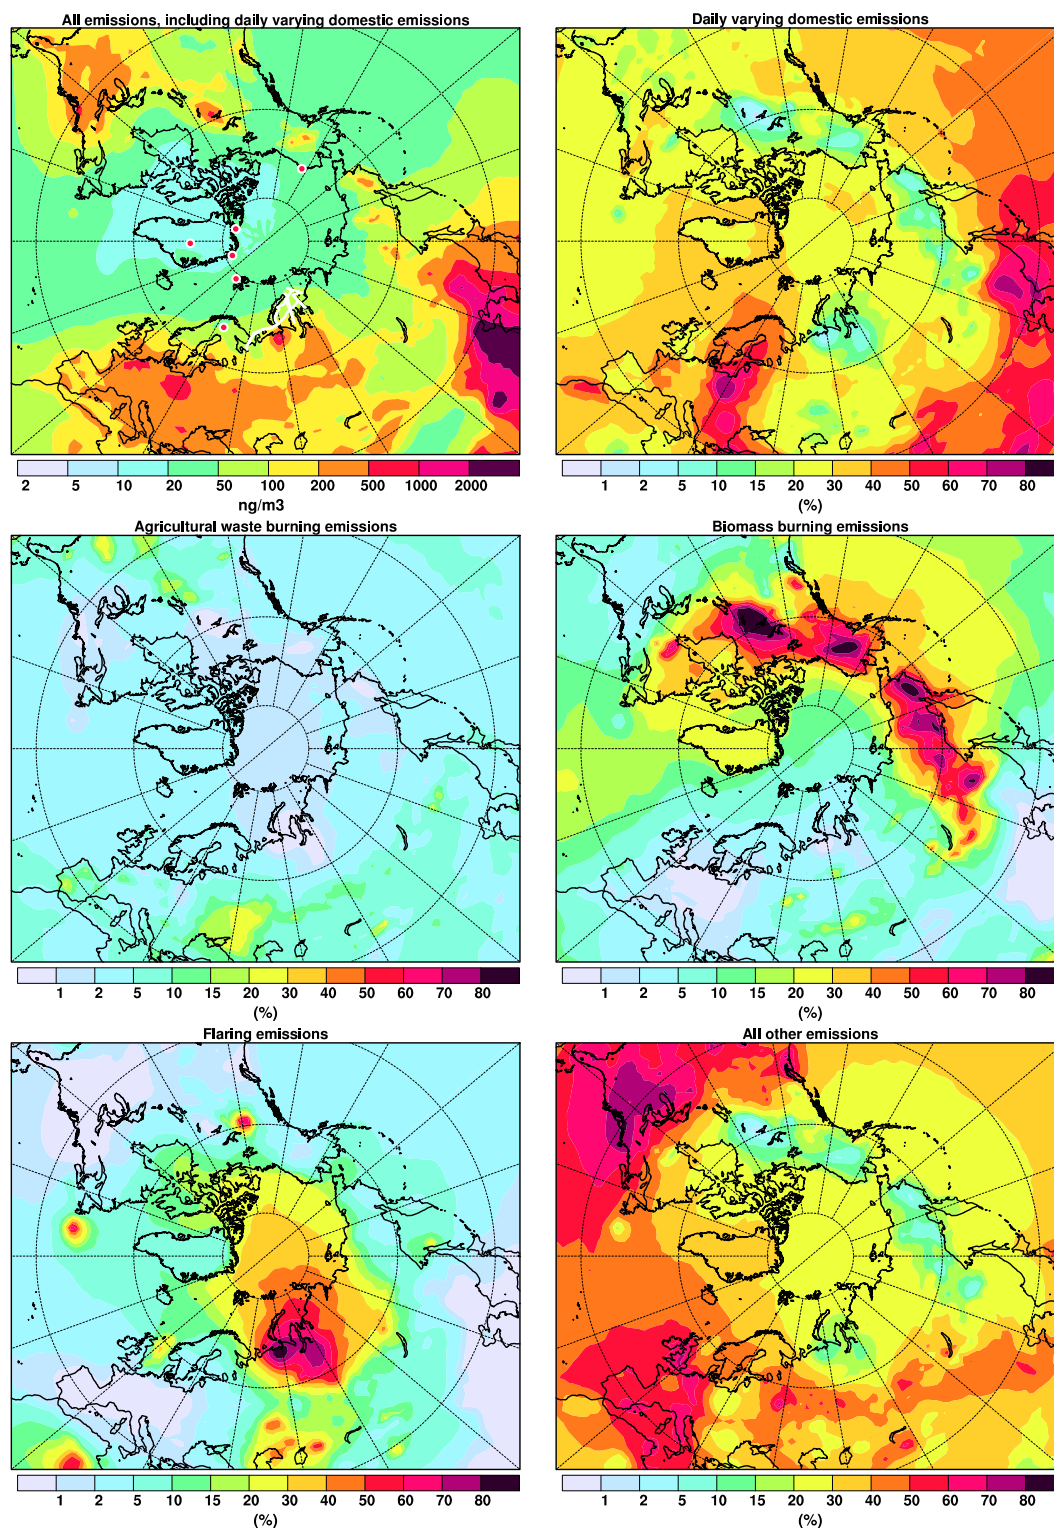 All emissions, including daily varying domestic emissions
Daily varying domestic emissions
2 5 10 20 50 100 200 500 1000 2000
ng/m3
1 2 5 10 15 20 30 40 50 60 70 80
(%)
Agricultural waste burning emissions
Biomass burning emissions
1 2 5 10 15 20 30 40 50 60 70 80
(%)
1 2 5 10 15 20 30 40 50 60 70 80
(%)
Flaring emissions
All other emissions
1 2 5 10 15 20 30 40 50 60 70 80
(%)
1 2 5 10 15 20 30 40 50 60 70 80
(%)